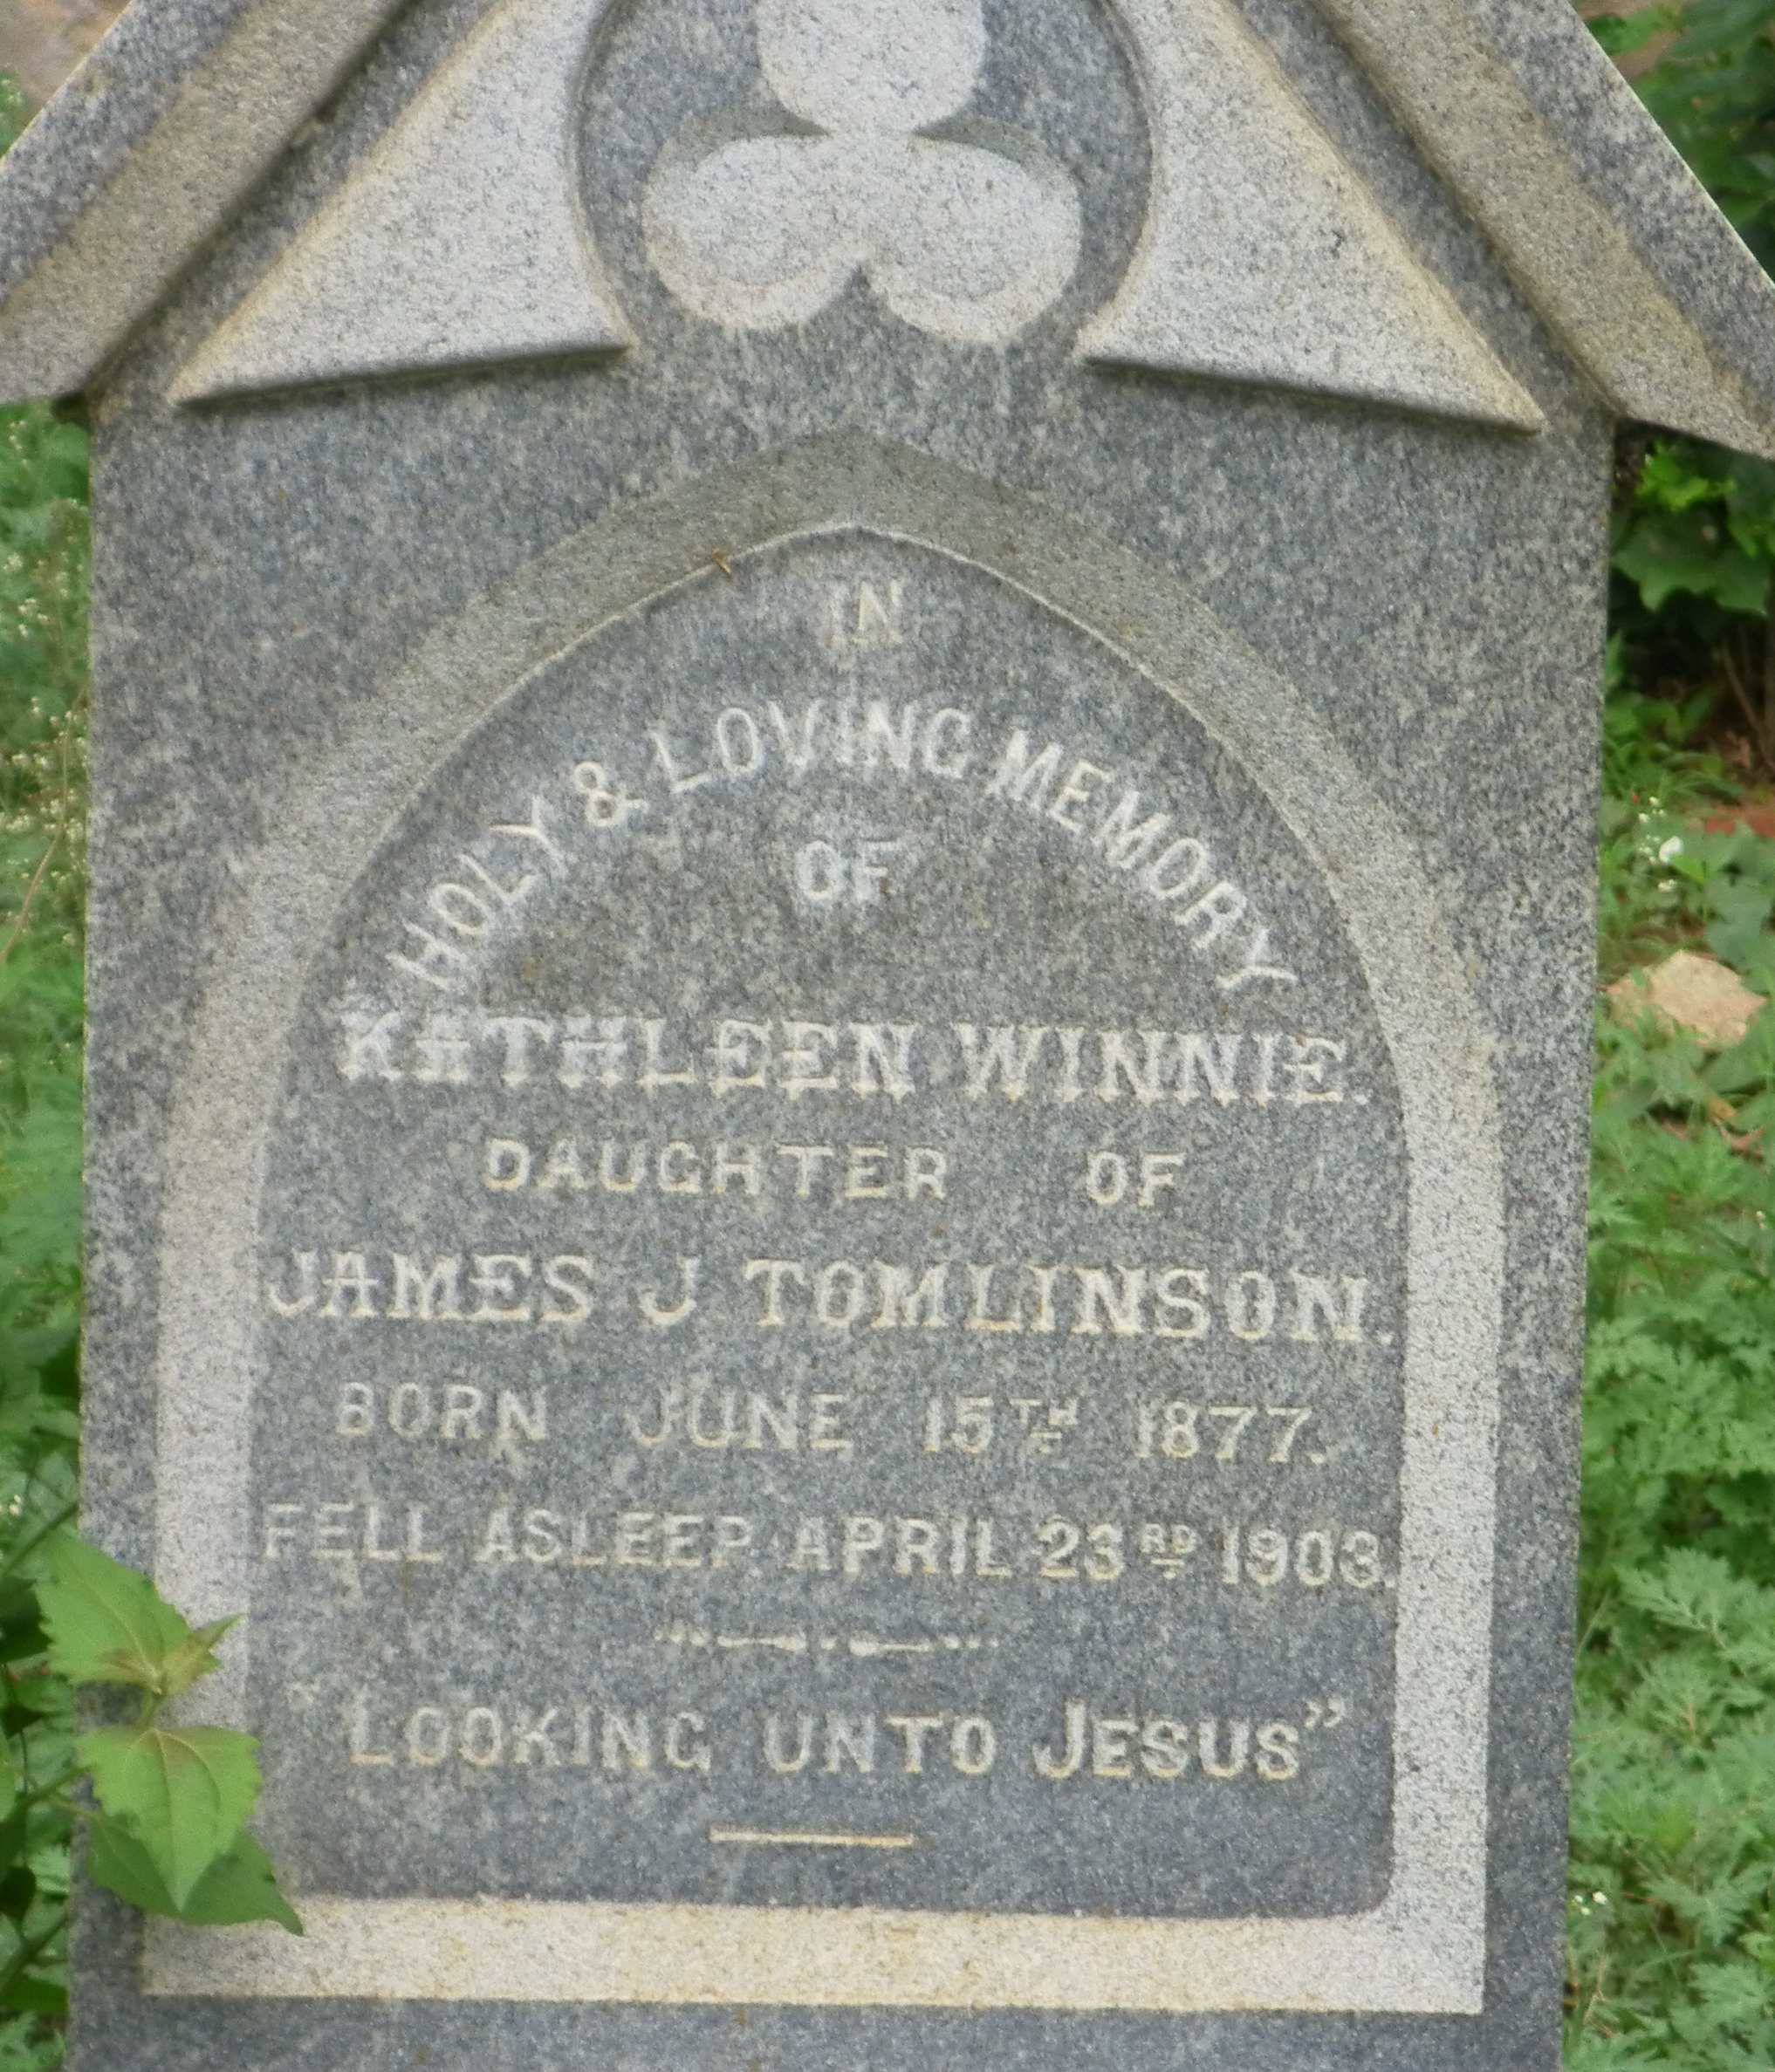 IN
HOLY & LOVING MEMORY
OF
KATHLEEN WINNIE.
DAUGHTER OF
JAMES J TOMLINSON.
BORN JUNE 15TH 1877.
FELL ASLEEP APRIL 23RD 1903.
"LOOKING UNTO JESUS"